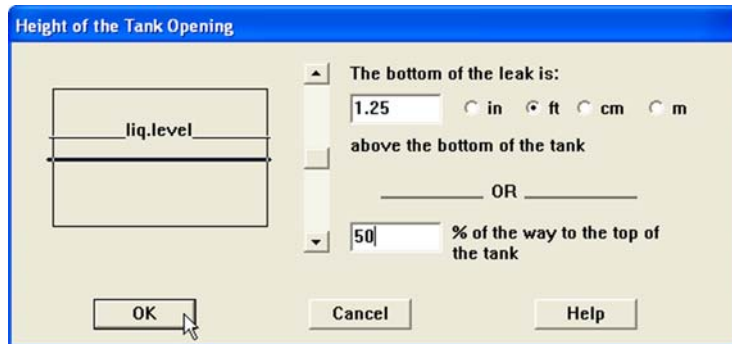 Height of the Tank Opening
liq.level
The bottom of the leak is:
1.25 in ft cm m
above the bottom of the tank
OR
50 % of the way to the top of
the tank
OK Cancel Help